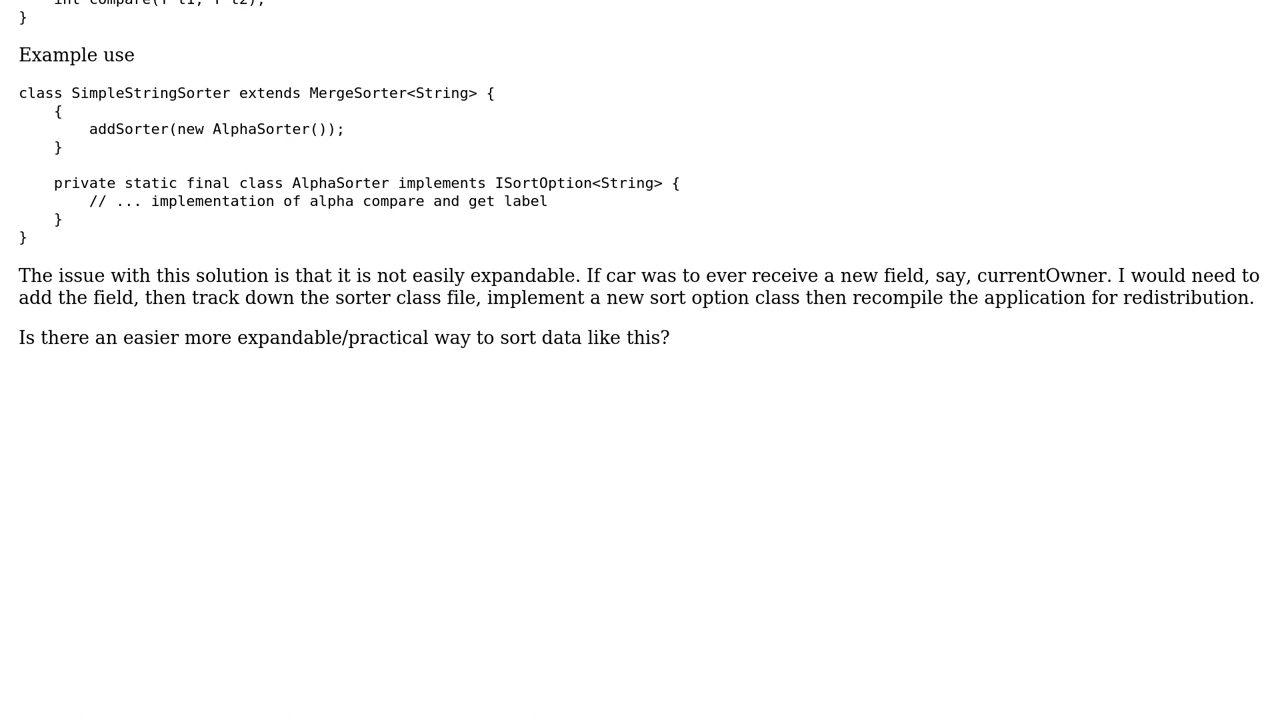 int compare(T t1, T t2);
}
Example use
class SimpleStringSorter extends MergeSorter<String> {
    {
        addSorter(new AlphaSorter());
    }
    private static final class AlphaSorter implements ISortOption<String> {
        // ... implementation of alpha compare and get label
    }
}
The issue with this solution is that it is not easily expandable. If car was to ever receive a new field, say, currentOwner. I would need to
add the field, then track down the sorter class file, implement a new sort option class then recompile the application for redistribution.
Is there an easier more expandable/practical way to sort data like this?